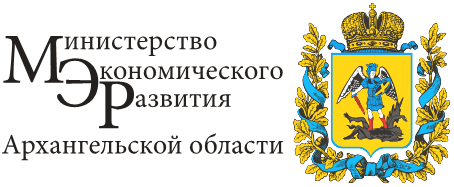 Министерство
Экономического
Развития
Архангельской области